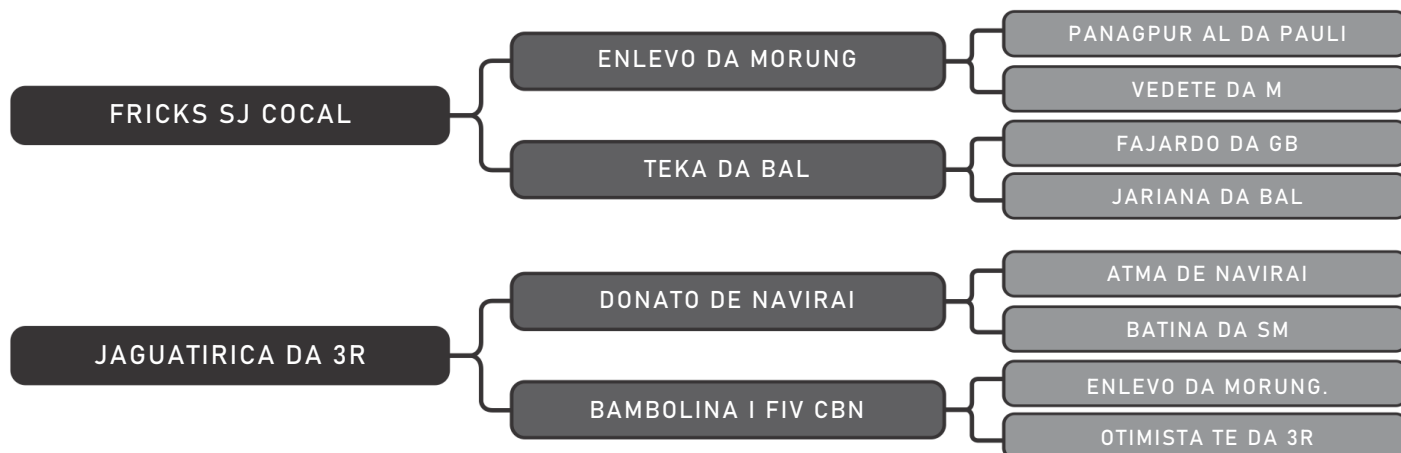 FRICKS SJ COCAL
ENLEVO DA MORUNG
PANAGPUR AL DA PAULI
VEDETE DA M
TEKA DA BAL
FAJARDO DA GB
JARIANA DA BAL
JAGUATIRICA DA 3R
DONATO DE NAVIRAI
ATMA DE NAVIRAI
BATINA DA SM
BAMBOLINA I FIV CBN
ENLEVO DA MORUNG.
OTIMISTA TE DA 3R